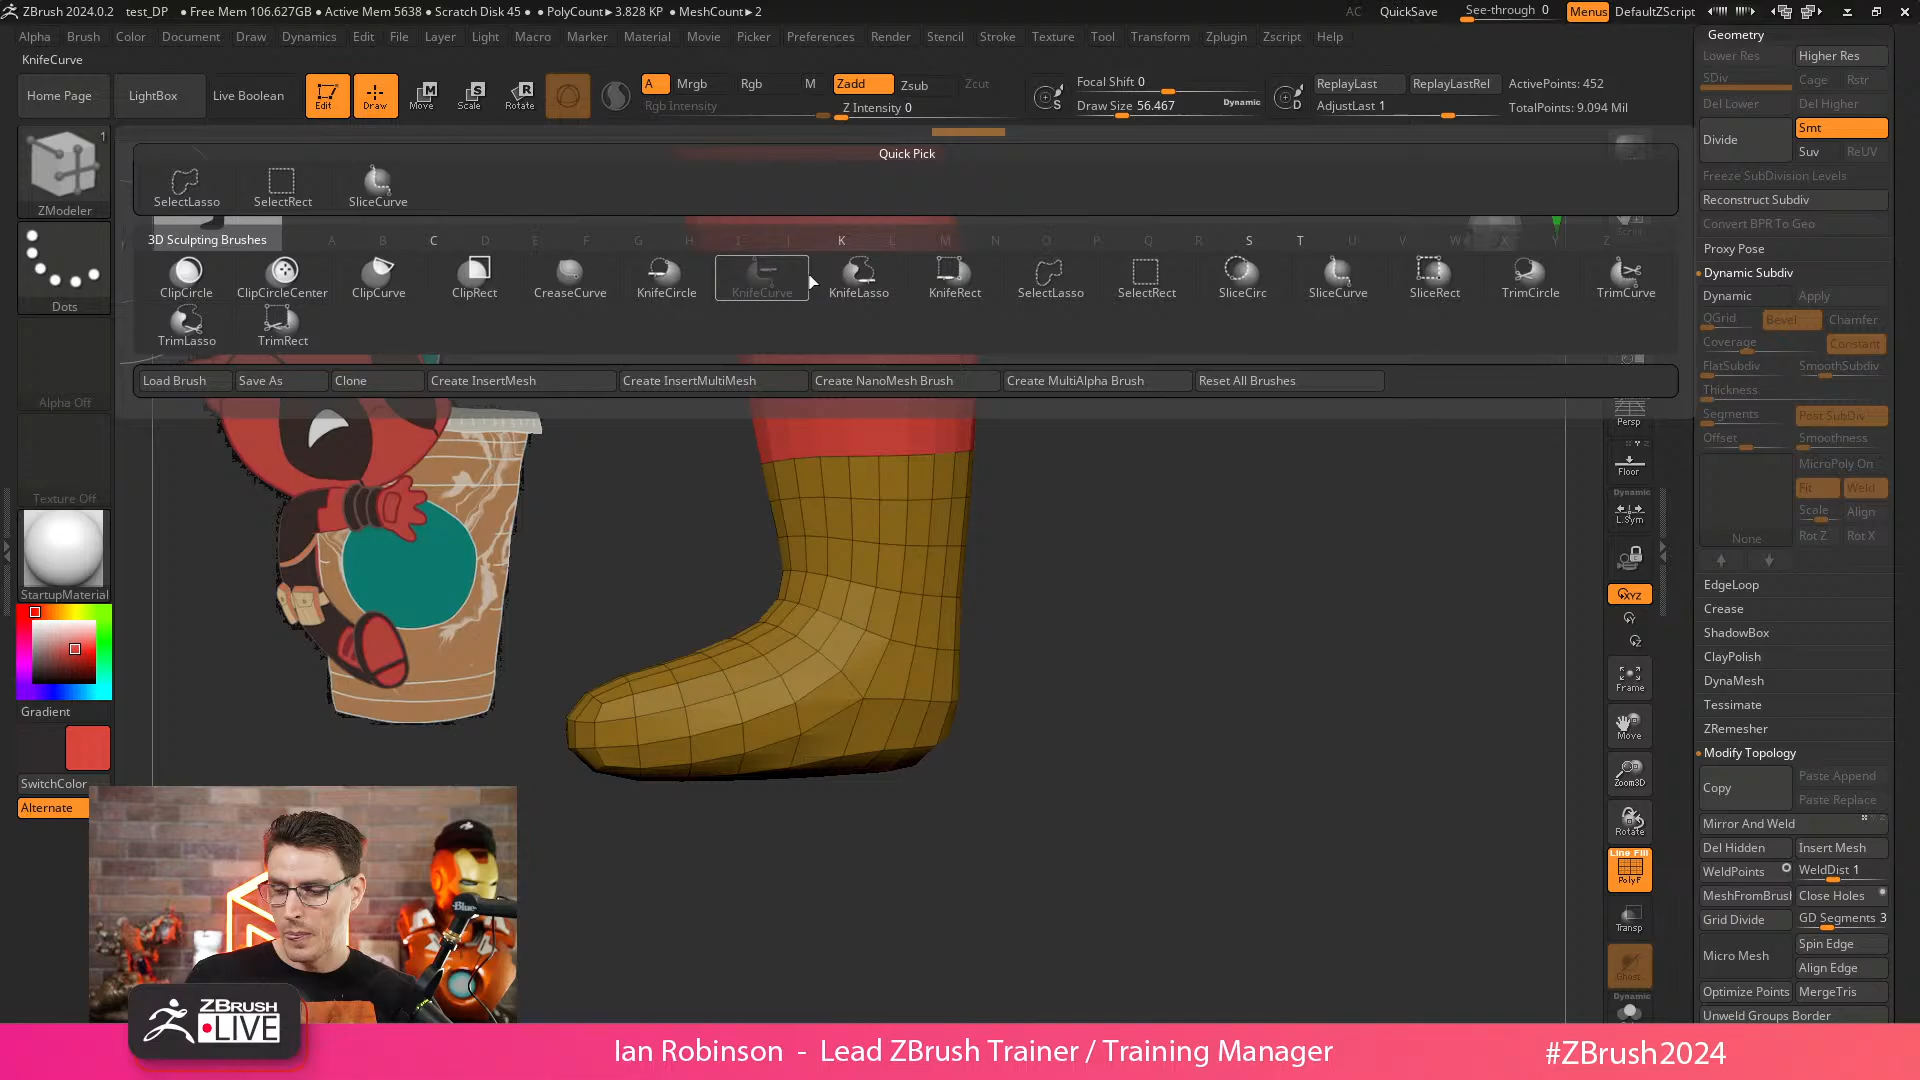 ZBrush 2024.0.2 test_DP • Free Mem 106.627GB • Active Mem 5638 • Scratch Disk 45 • • PolyCount► 3.828 KP • MeshCount► 2
AC QuickSave See-through 0 Menus DefaultZScript
Alpha Brush Color Document Draw Dynamics Edit File Layer Light Macro Marker Material Movie Picker Preferences Render Stencil Stroke Texture Tool Transform Zplugin Zscript Help
KnifeCurve
Home Page LightBox Live Boolean
Edit Draw Move Scale Rotate
A Mrgb Rgb M Zadd Zsub Zcut
Rgb Intensity Z Intensity 0
Focal Shift 0
Draw Size 56.467 Dynamic
S D
ReplayLast ReplayLastRel ActivePoints: 452
AdjustLast 1 TotalPoints: 9.094 Mil
Quick Pick
SelectLasso SelectRect SliceCurve
3D Sculpting Brushes A B C D E F G H I J K L M N O P Q R S T U V W X Y Z
ClipCircle ClipCircleCenter ClipCurve ClipRect CreaseCurve KnifeCircle KnifeCurve KnifeLasso KnifeRect SelectLasso SelectRect SliceCirc SliceCurve SliceRect TrimCircle TrimCurve
TrimLasso TrimRect
Load Brush Save As Clone Create InsertMesh Create InsertMultiMesh Create NanoMesh Brush Create MultiAlpha Brush Reset All Brushes
1
ZModeler
Dots
Alpha Off
Texture Off
StartupMaterial
Gradient
SwitchColor
Alternate
Scroll
Persp
Floor
Dynamic
L.Sym
XYZ
Frame
Move
Zoom3D
Rotate
Line Fill
PolyF
Transp
Ghost
Dynamic
Geometry
Lower Res Higher Res
SDiv Cage Rstr
Del Lower Del Higher
Divide Smt
Suv ReUV
Freeze SubDivision Levels
Reconstruct Subdiv
Convert BPR To Geo
Proxy Pose
Dynamic Subdiv
Dynamic Apply
QGrid Bevel Chamfer
Coverage Constant
FlatSubdiv SmoothSubdiv
Thickness
Segments Post SubDiv
Offset Smoothness
MicroPoly On
Fit Weld
Scale Align
None Rot Z Rot X
EdgeLoop
Crease
ShadowBox
ClayPolish
DynaMesh
Tessimate
ZRemesher
Modify Topology
Copy Paste Append
Paste Replace
Mirror And Weld
Del Hidden Insert Mesh
WeldPoints WeldDist 1
MeshFromBrush Close Holes
Grid Divide GD Segments 3
Micro Mesh Spin Edge
Align Edge
Optimize Points MergeTris
Unweld Groups Border
Blue
ZBRUSH
LIVE
Ian Robinson - Lead ZBrush Trainer / Training Manager
#ZBrush2024